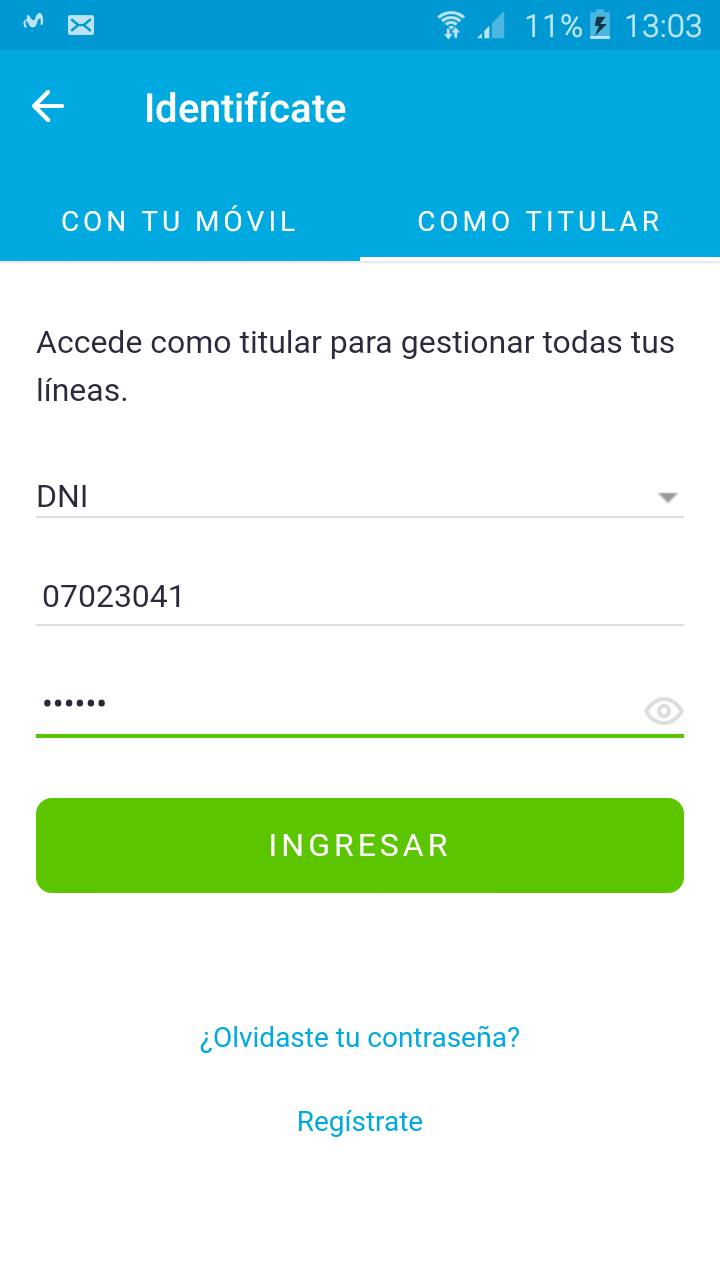 11% 13:03
Identifícate
CON TU MÓVIL COMO TITULAR
Accede como titular para gestionar todas tus
líneas.
DNI
07023041
••••••
INGRESAR
¿Olvidaste tu contraseña?
Regístrate